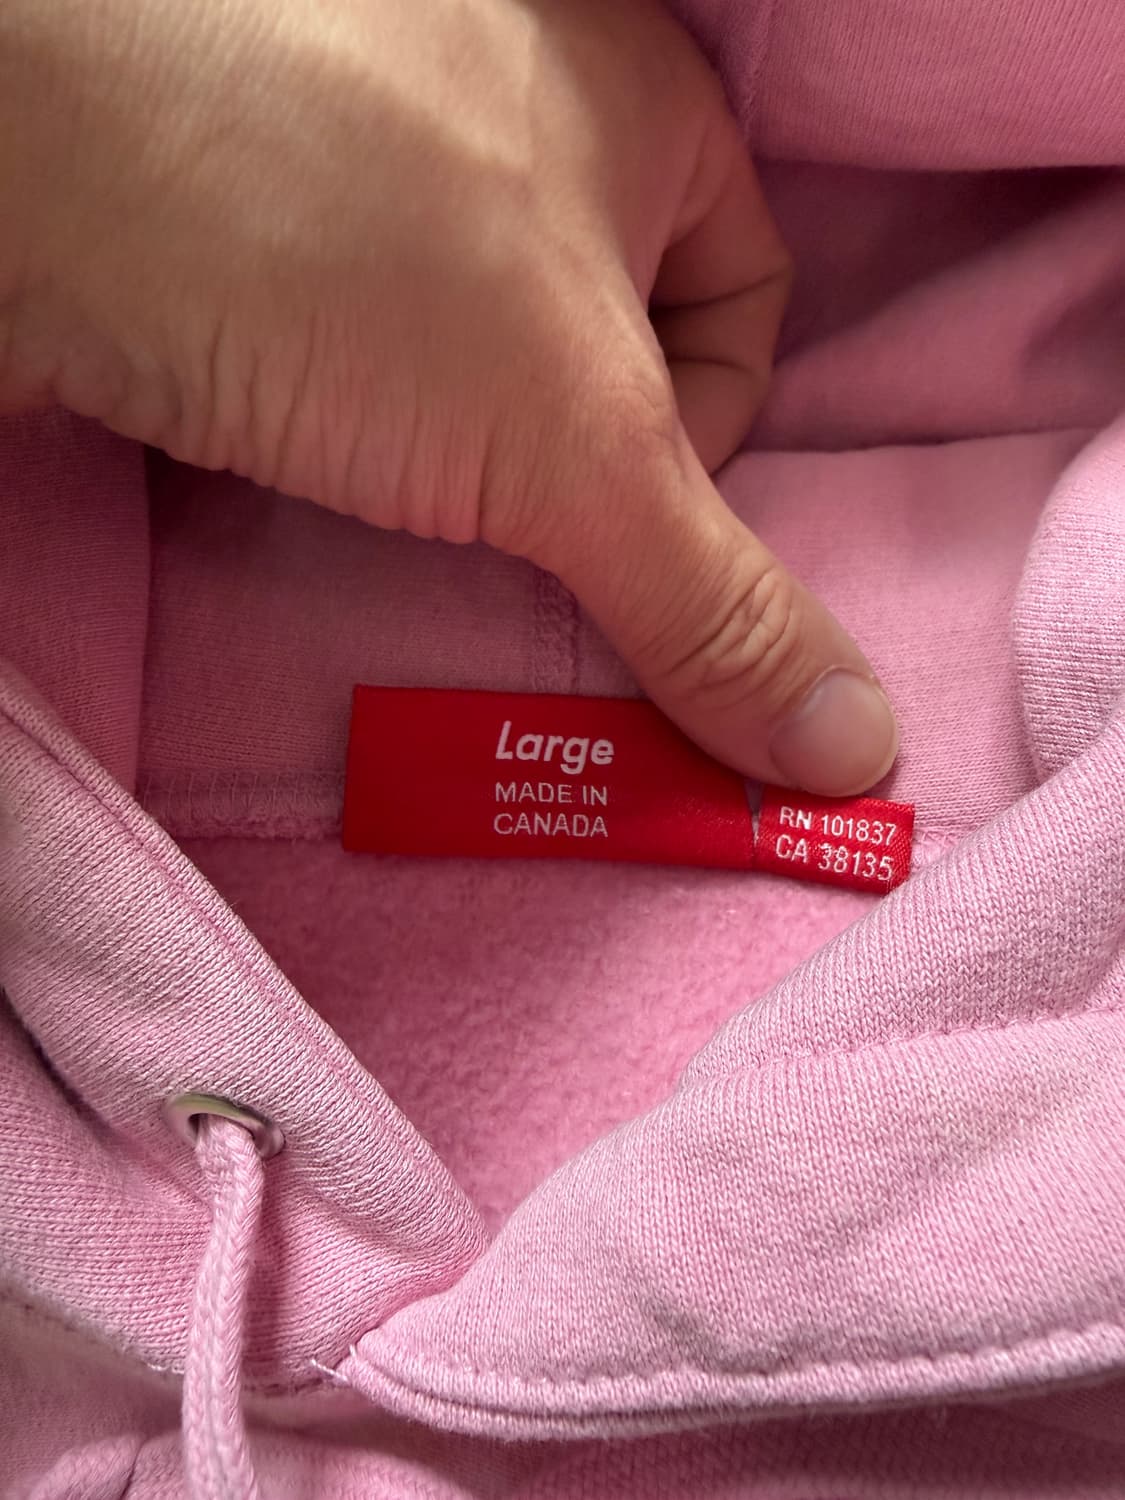 Large
MADE IN
CANADA
RN 101837
CA 38135